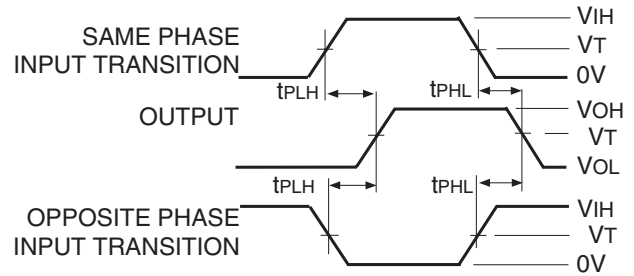 VIH
SAME PHASE
INPUT TRANSITION
VT
0V
tPLH
tPHL
OUTPUT
VOH
VT
VOL
tPLH
tPHL
OPPOSITE PHASE
INPUT TRANSITION
VIH
VT
0V